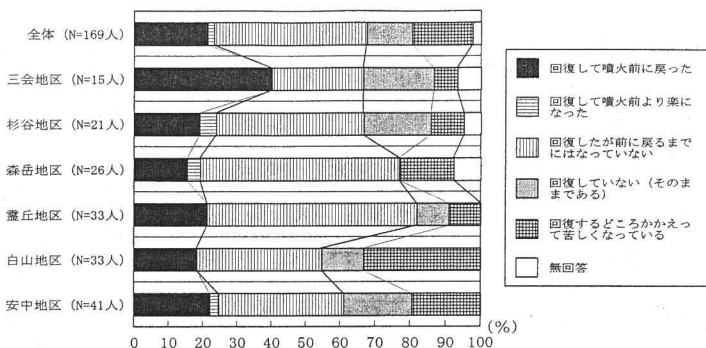 全体 (N=169人)
三会地区 (N=15人)
杉谷地区 (N=21人)
森岳地区 (N=26人)
霊丘地区 (N=33人)
白山地区 (N=33人)
安中地区 (N=41人)
0 10 20 30 40 50 60 70 80 90 100
(%)
回復して噴火前に戻った
回復して噴火前より楽に
なった
回復したが前に戻るまで
にはなっていない
回復していない（そのま
まである）
回復するどころかかえっ
て苦しくなっている
無回答